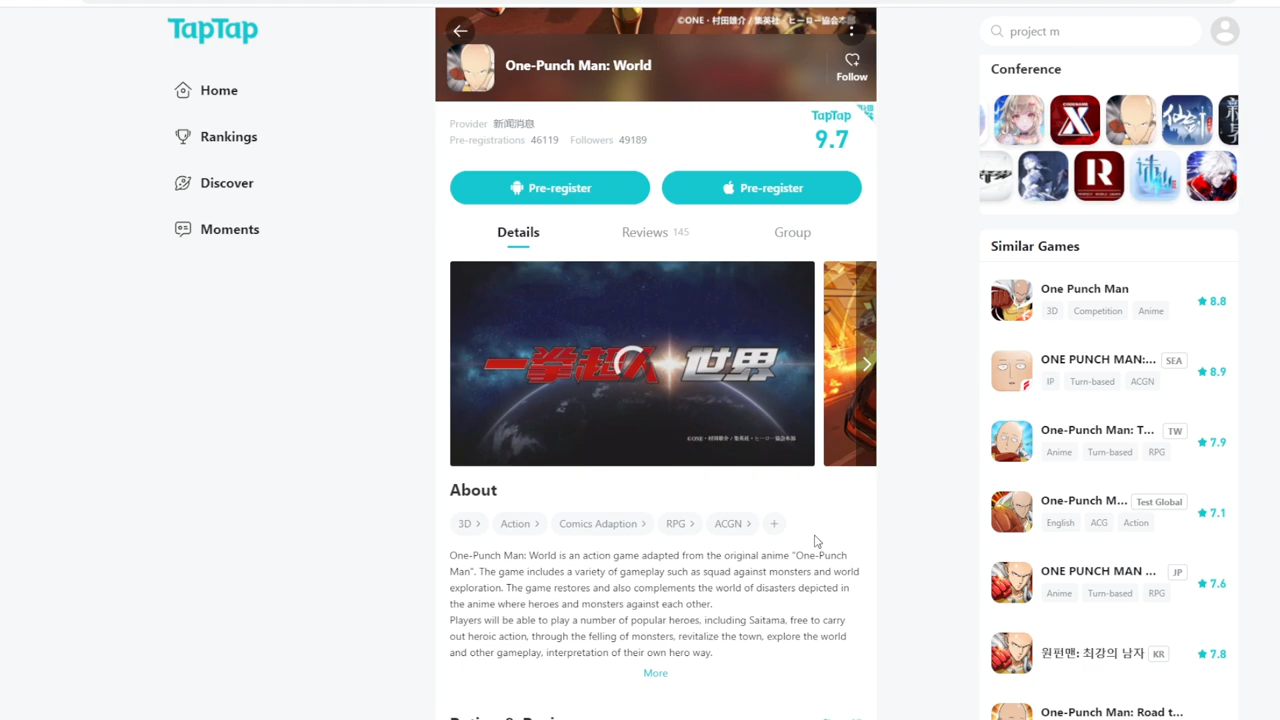 TapTap
Home
Rankings
Discover
Moments
©ONE・村田雄介 / 集英社・ヒーロー協会本部
One-Punch Man: World
Follow
Provider 新闻消息
Pre-registrations 46119 Followers 49189
TapTap
9.7
Pre-register
Pre-register
Details
Reviews 145
Group
一拳超人 世界
©ONE・村田雄介 / 集英社・ヒーロー協会本部
About
3D
Action
Comics Adaption
RPG
ACGN
+
One-Punch Man: World is an action game adapted from the original anime "One-Punch
Man". The game includes a variety of gameplay such as squad against monsters and world
exploration. The game restores and also complements the world of disasters depicted in
the anime where heroes and monsters against each other.
Players will be able to play a number of popular heroes, including Saitama, free to carry
out heroic action, through the felling of monsters, revitalize the town, explore the world
and other gameplay, interpretation of their own hero way.
More
project m
Conference
X
R
Similar Games
One Punch Man
3D Competition Anime
8.8
ONE PUNCH MAN:... SEA
IP Turn-based ACGN
8.9
One-Punch Man: T... TW
Anime Turn-based RPG
7.9
One-Punch M... Test Global
English ACG Action
7.1
ONE PUNCH MAN ... JP
Anime Turn-based RPG
7.6
원펀맨: 최강의 남자 KR
7.8
One-Punch Man: Road t...